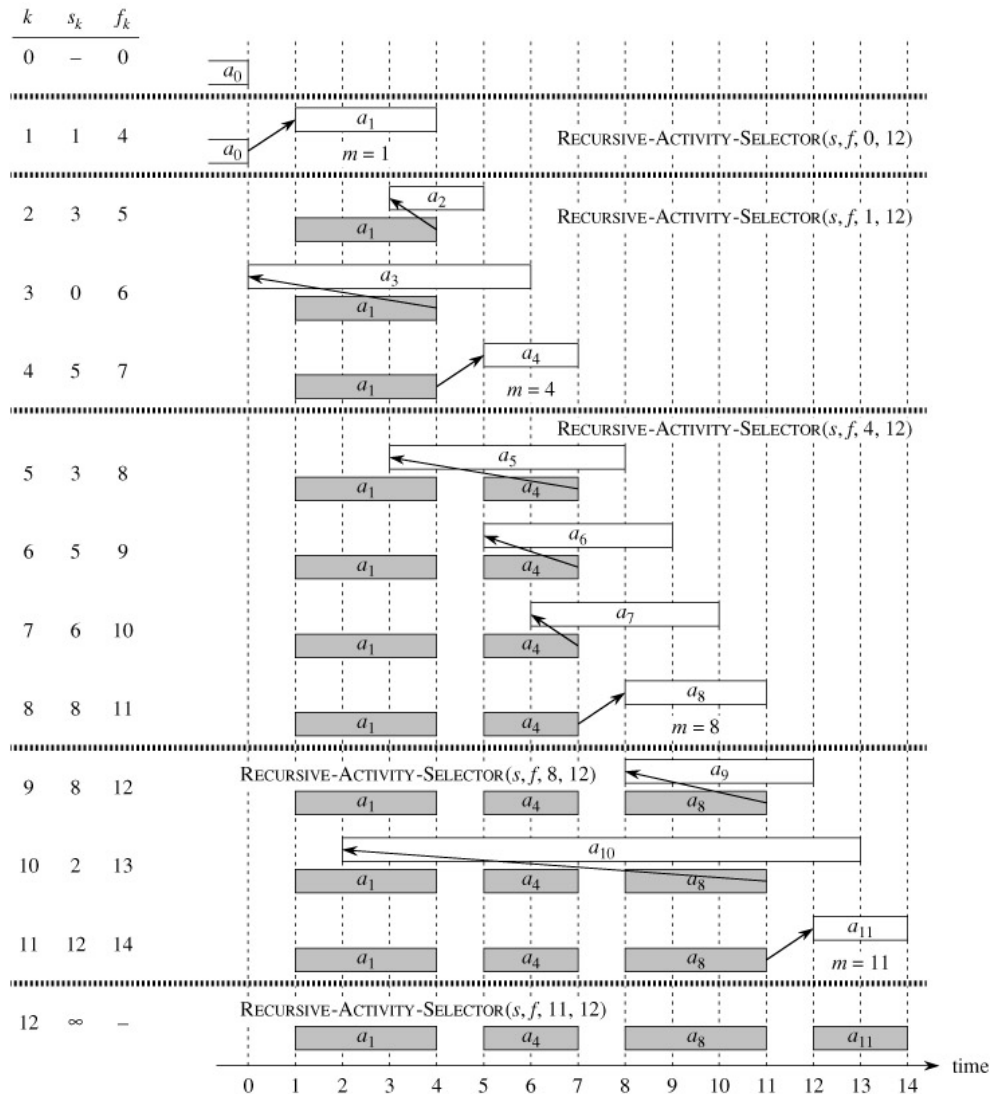 k s_k f_k
0 – 0
a_0
1 1 4
a_1
a_0
m = 1
RECURSIVE-ACTIVITY-SELECTOR(s, f, 0, 12)
2 3 5
a_2
RECURSIVE-ACTIVITY-SELECTOR(s, f, 1, 12)
a_1
3 0 6
a_3
a_1
4 5 7
a_4
a_1
m = 4
RECURSIVE-ACTIVITY-SELECTOR(s, f, 4, 12)
5 3 8
a_5
a_1 a_4
6 5 9
a_6
a_1 a_4
7 6 10
a_7
a_1 a_4
8 8 11
a_8
a_1 a_4
m = 8
RECURSIVE-ACTIVITY-SELECTOR(s, f, 8, 12)
9 8 12
a_9
a_1 a_4 a_8
10 2 13
a_10
a_1 a_4 a_8
11 12 14
a_11
a_1 a_4 a_8
m = 11
RECURSIVE-ACTIVITY-SELECTOR(s, f, 11, 12)
12 ∞ –
a_1 a_4 a_8 a_11
time
0 1 2 3 4 5 6 7 8 9 10 11 12 13 14